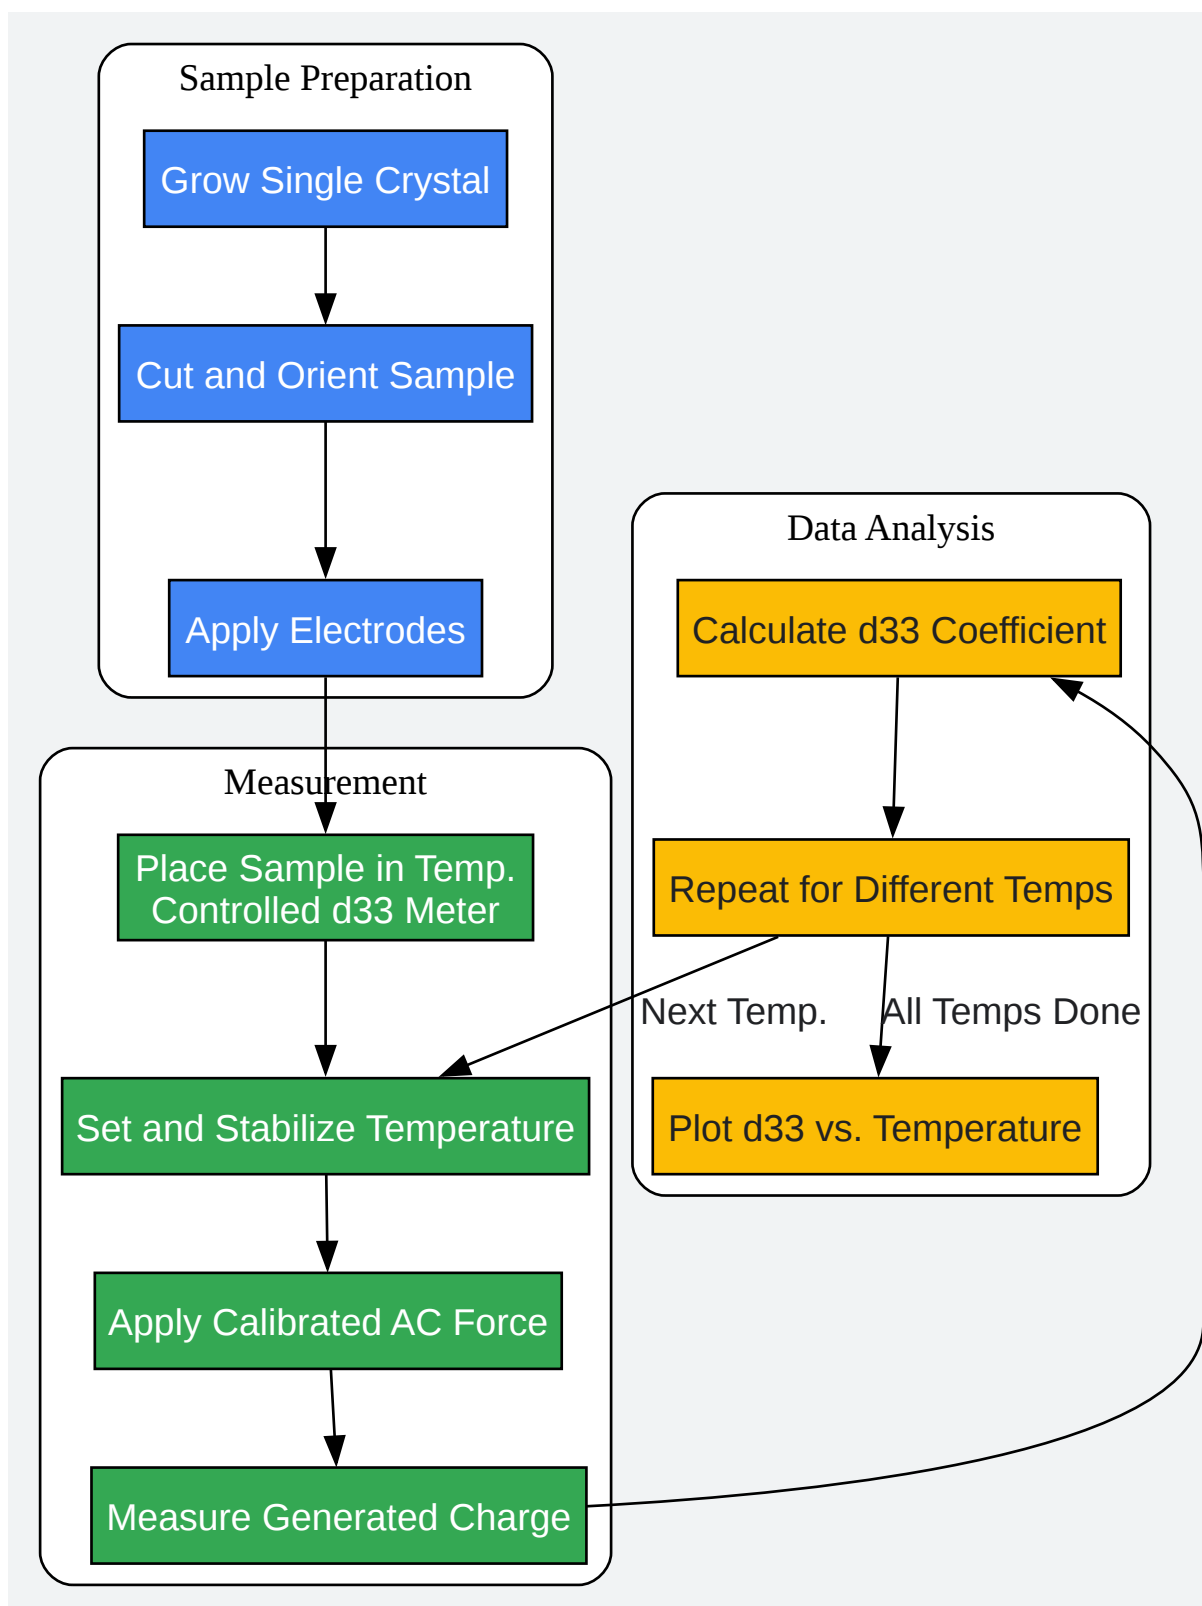 Sample Preparation
Grow Single Crystal
Cut and Orient Sample
Apply Electrodes
Measurement
Place Sample in Temp.
Controlled d33 Meter
Set and Stabilize Temperature
Apply Calibrated AC Force
Measure Generated Charge
Data Analysis
Calculate d33 Coefficient
Repeat for Different Temps
Next Temp.
All Temps Done
Plot d33 vs. Temperature